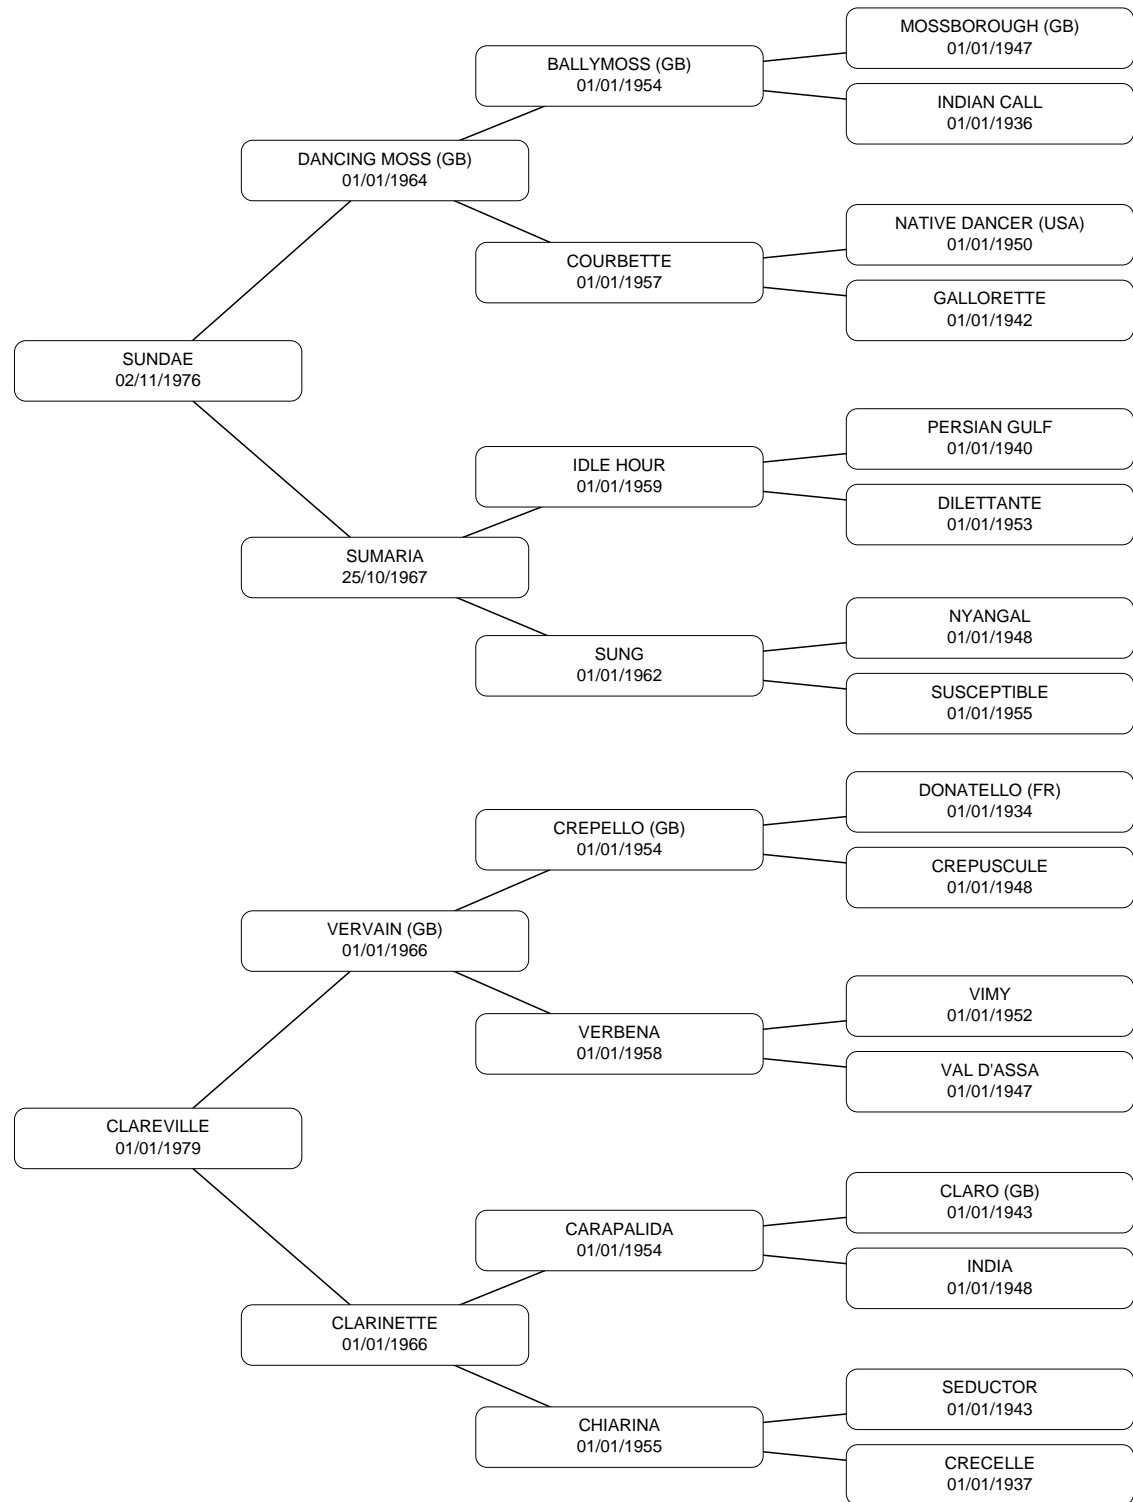 MOSSBOROUGH (GB)
01/01/1947
BALLYMOSS (GB)
01/01/1954
INDIAN CALL
01/01/1936
DANCING MOSS (GB)
01/01/1964
NATIVE DANCER (USA)
01/01/1950
COURBETTE
01/01/1957
GALLORETTE
01/01/1942
SUNDAE
02/11/1976
PERSIAN GULF
01/01/1940
IDLE HOUR
01/01/1959
DILETTANTE
01/01/1953
SUMARIA
25/10/1967
NYANGAL
01/01/1948
SUNG
01/01/1962
SUSCEPTIBLE
01/01/1955
DONATELLO (FR)
01/01/1934
CREPELLO (GB)
01/01/1954
CREPUSCULE
01/01/1948
VERVAIN (GB)
01/01/1966
VIMY
01/01/1952
VERBENA
01/01/1958
VAL D'ASSA
01/01/1947
CLAREVILLE
01/01/1979
CLARO (GB)
01/01/1943
CARAPALIDA
01/01/1954
INDIA
01/01/1948
CLARINETTE
01/01/1966
SEDUCTOR
01/01/1943
CHIARINA
01/01/1955
CRECELLE
01/01/1937